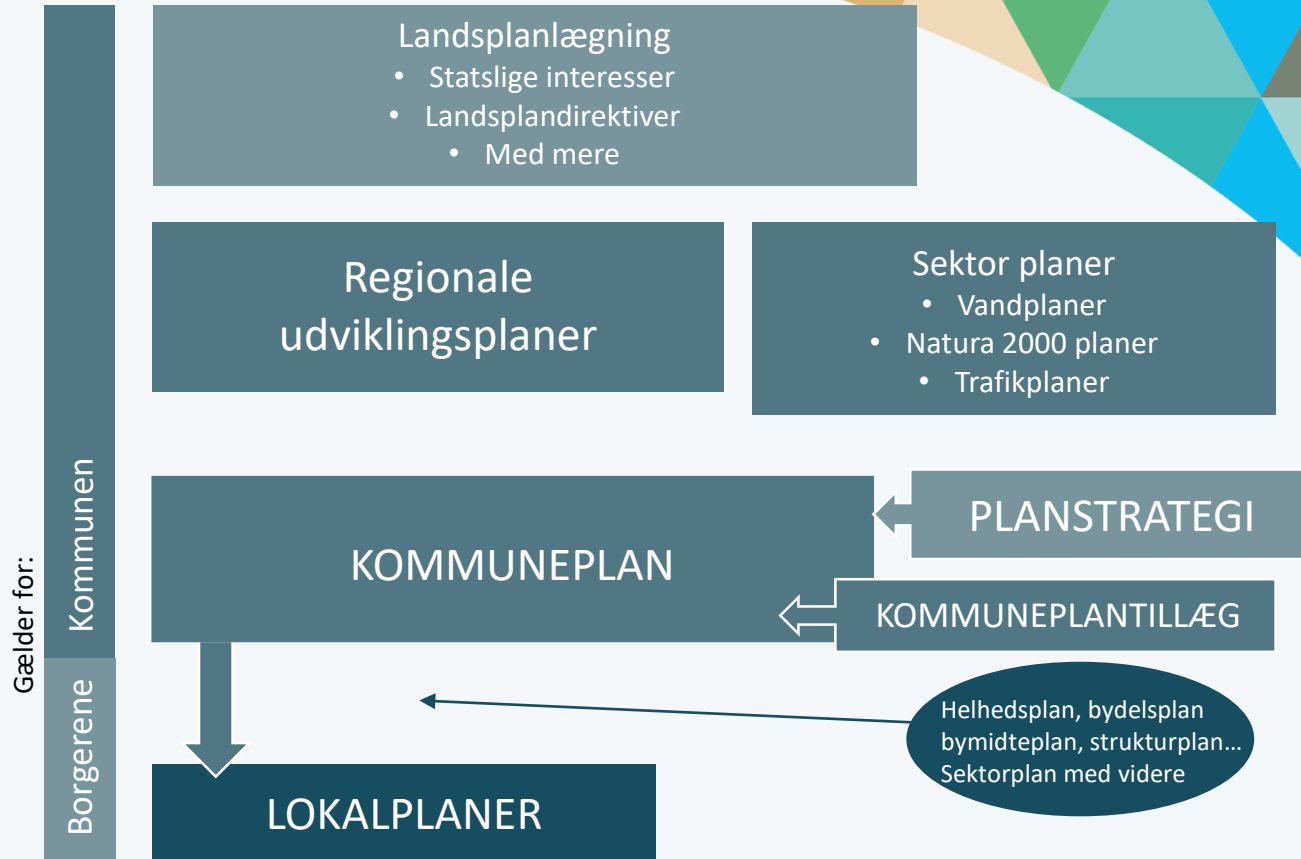 Landsplanlægning
• Statslige interesser
• Landsplandirektiver
• Med mere
Regionale
udviklingsplaner
Sektor planer
• Vandplaner
• Natura 2000 planer
• Trafikplaner
Gælder for:
Kommunen
Borgerene
KOMMUNEPLAN
PLANSTRATEGI
KOMMUNEPLANTILLÆG
Helhedsplan, bydelsplan
bymidteplan, strukturplan...
Sektorplan med videre
LOKALPLANER